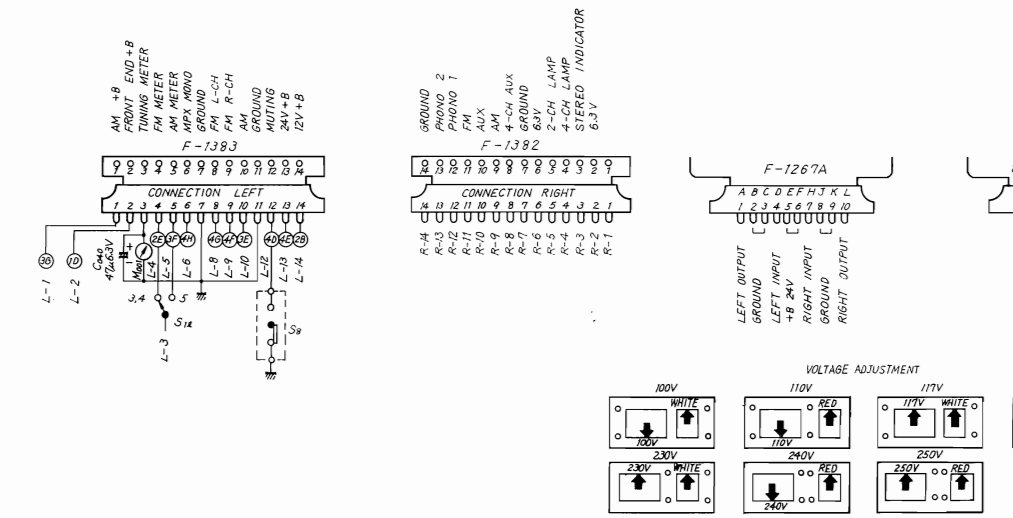 AM +B
FRONT END +B
TUNING METER
FM METER
AM METER
MPX MONO
GROUND
FM L-CH
FM R-CH
AM
GROUND
MUTING
24V +B
12V +B
F-1383
1 2 3 4 5 6 7 8 9 10 11 12 13 14
CONNECTION LEFT
1 2 3 4 5 6 7 8 9 10 11 12 13 14
3G
1D
C040
47μ6.3V
+
-
M001
2E
3F
4H
4G
4F
3E
4D
4E
2B
L-1
L-2
L-4
L-5
L-6
L-8
L-9
L-10
L-12
L-13
L-14
3,4
5
L-3
S8
GROUND
PHONO 2
PHONO 1
FM
AUX
AM
4-CH AUX
GROUND
6.3V
2-CH LAMP
4-CH LAMP
STEREO INDICATOR
6.3V
F-1382
14 13 12 11 10 9 8 7 6 5 4 3 2 1
CONNECTION RIGHT
14 13 12 11 10 9 8 7 6 5 4 3 2 1
R-14
R-13
R-12
R-11
R-10
R-9
R-8
R-7
R-6
R-5
R-4
R-3
R-2
R-1
F-1267A
A B C D E F H J K L
1 2 3 4 5 6 7 8 9 10
LEFT OUTPUT
GROUND
LEFT INPUT
+B 24V
RIGHT INPUT
GROUND
RIGHT OUTPUT
VOLTAGE ADJUSTMENT
100V
WHITE
100V
110V
RED
110V
117V
117V WHITE
230V
230V WHITE
240V
RED
240V
250V
250V RED